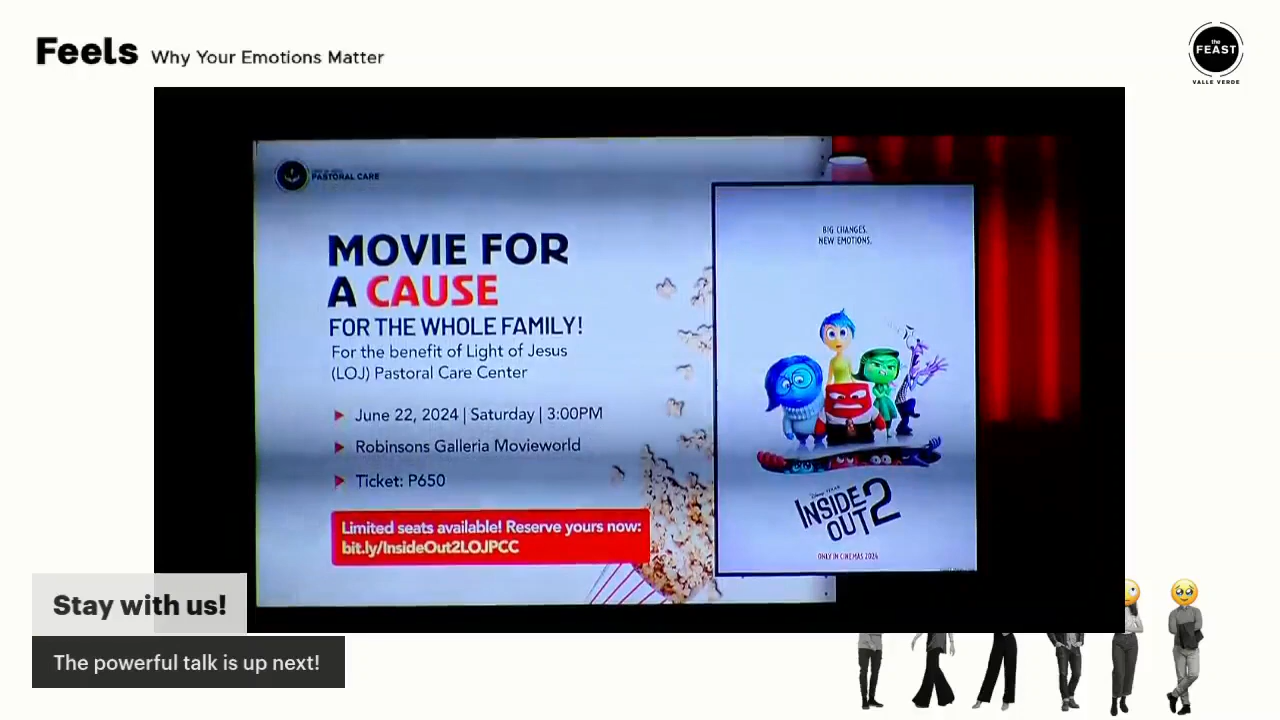 Feels Why Your Emotions Matter
the
FEAST
VALLE VERDE
PASTORAL CARE
MOVIE FOR
A CAUSE
FOR THE WHOLE FAMILY!
For the benefit of Light of Jesus
(LOJ) Pastoral Care Center
June 22, 2024 | Saturday | 3:00PM
Robinsons Galleria Movieworld
Ticket: P650
Limited seats available! Reserve yours now:
bit.ly/InsideOut2LOJPCC
BIG CHANGES.
NEW EMOTIONS.
Disney PIXAR
INSIDE
OUT 2
ONLY IN CINEMAS 2024
Stay with us!
The powerful talk is up next!